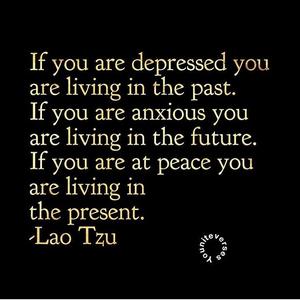 If you are depressed you
are living in the past.
If you are anxious you
are living in the future.
If you are at peace you
are living in
the present.
-Lao Tzu
youniteverses